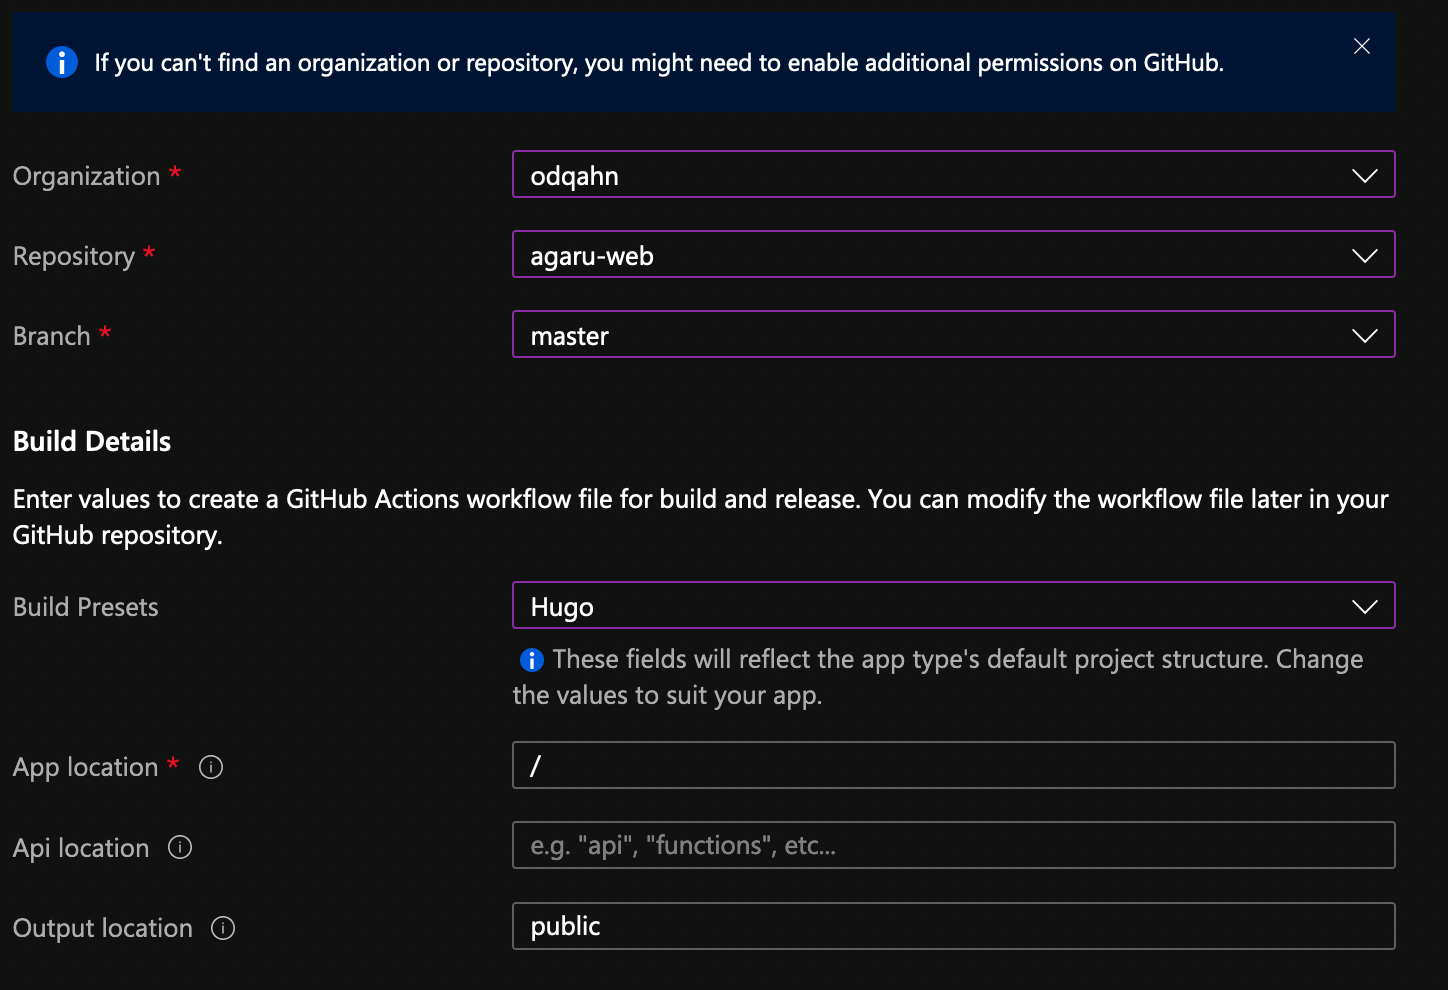 If you can't find an organization or repository, you might need to enable additional permissions on GitHub.
Organization *
odqahn
Repository *
agaru-web
Branch *
master
Build Details
Enter values to create a GitHub Actions workflow file for build and release. You can modify the workflow file later in your
GitHub repository.
Build Presets
Hugo
These fields will reflect the app type's default project structure. Change
the values to suit your app.
App location *
/
Api location
e.g. "api", "functions", etc...
Output location
public